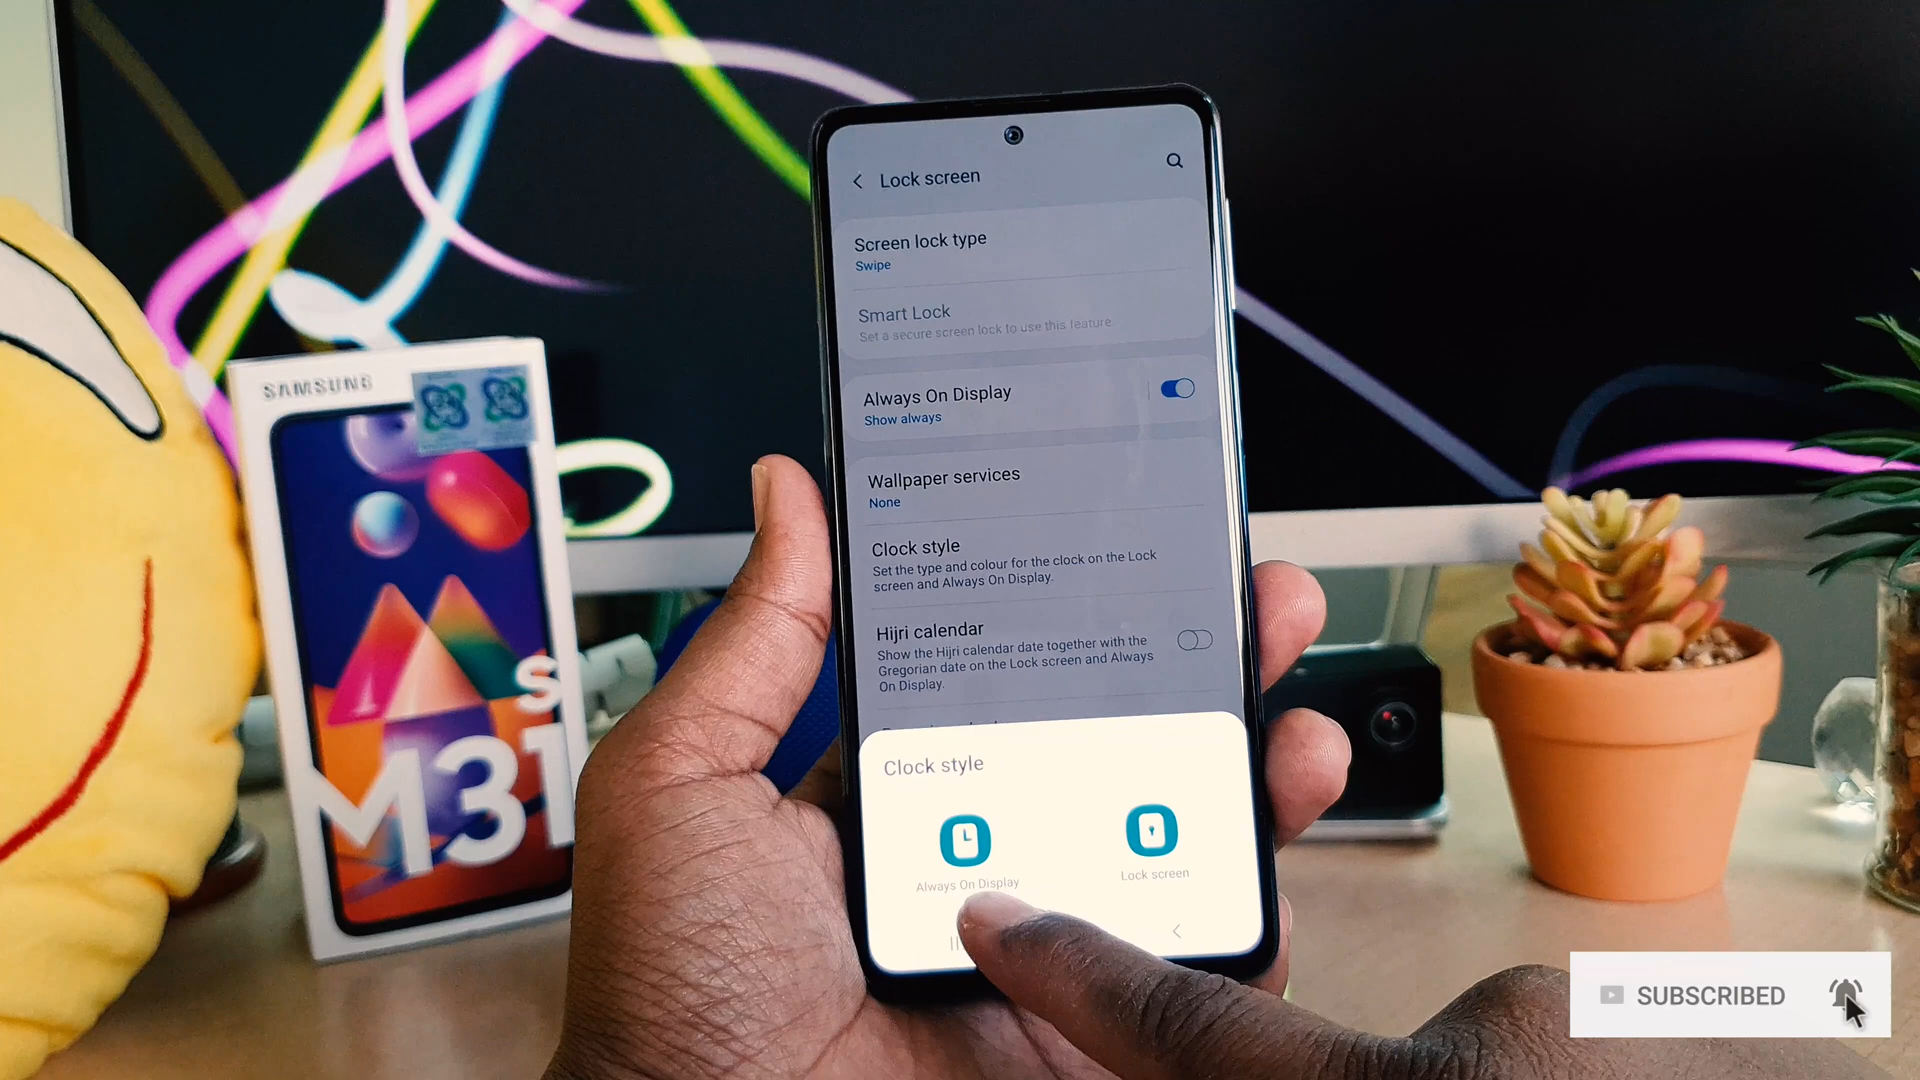 SAMSUNG
M31s
Lock screen
Screen lock type
Swipe
Smart Lock
Set a secure screen lock to use this feature.
Always On Display
Show always
Wallpaper services
None
Clock style
Set the type and colour for the clock on the Lock
screen and Always On Display.
Hijri calendar
Show the Hijri calendar date together with the
Gregorian date on the Lock screen and Always
On Display.
Clock style
Always On Display
Lock screen
SUBSCRIBED